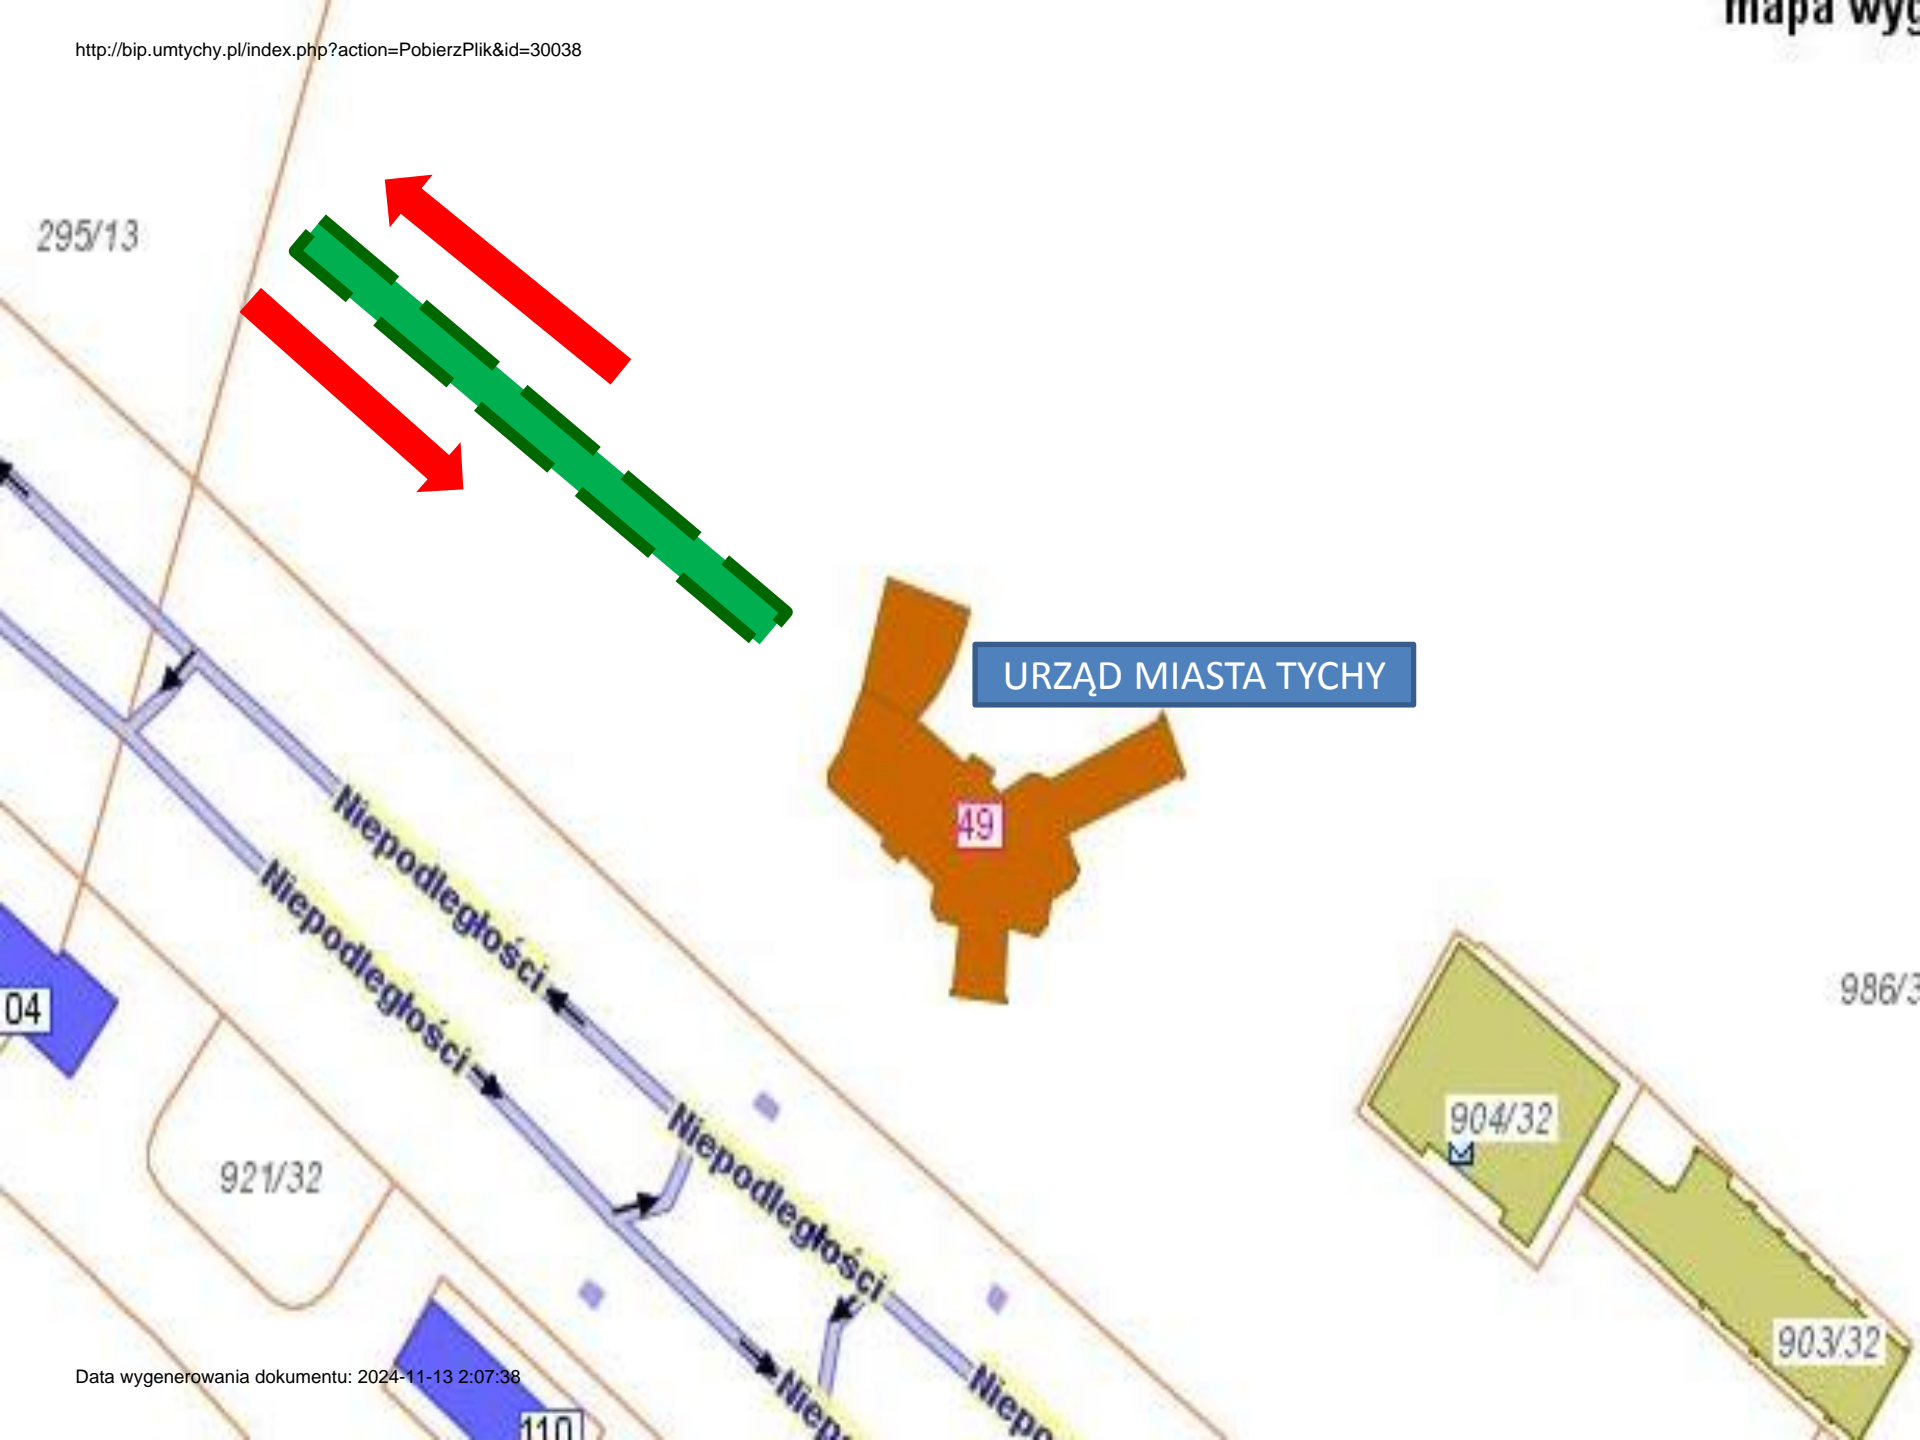 mapa
http://bip.umtychy.pl/index.php?action=PobierzPlik&id=30038
295/13
URZĄD MIASTA TYCHY
49
Niepodległości
Niepodległości
04
986/3
904/32
Niepodległości
921/32
903/32
Data wygenerowania dokumentu: 2024-11-13 2:07:38
110